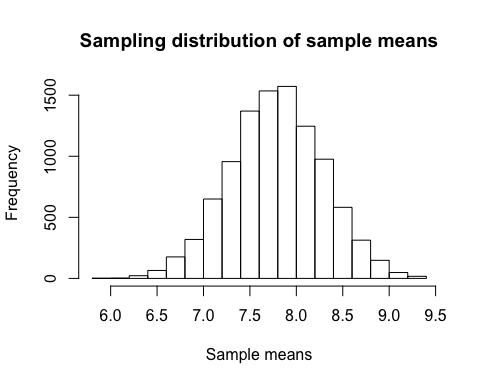 Sampling distribution of sample means
1500
1000
500
0
Frequency
6.0 6.5 7.0 7.5 8.0 8.5 9.0 9.5
Sample means